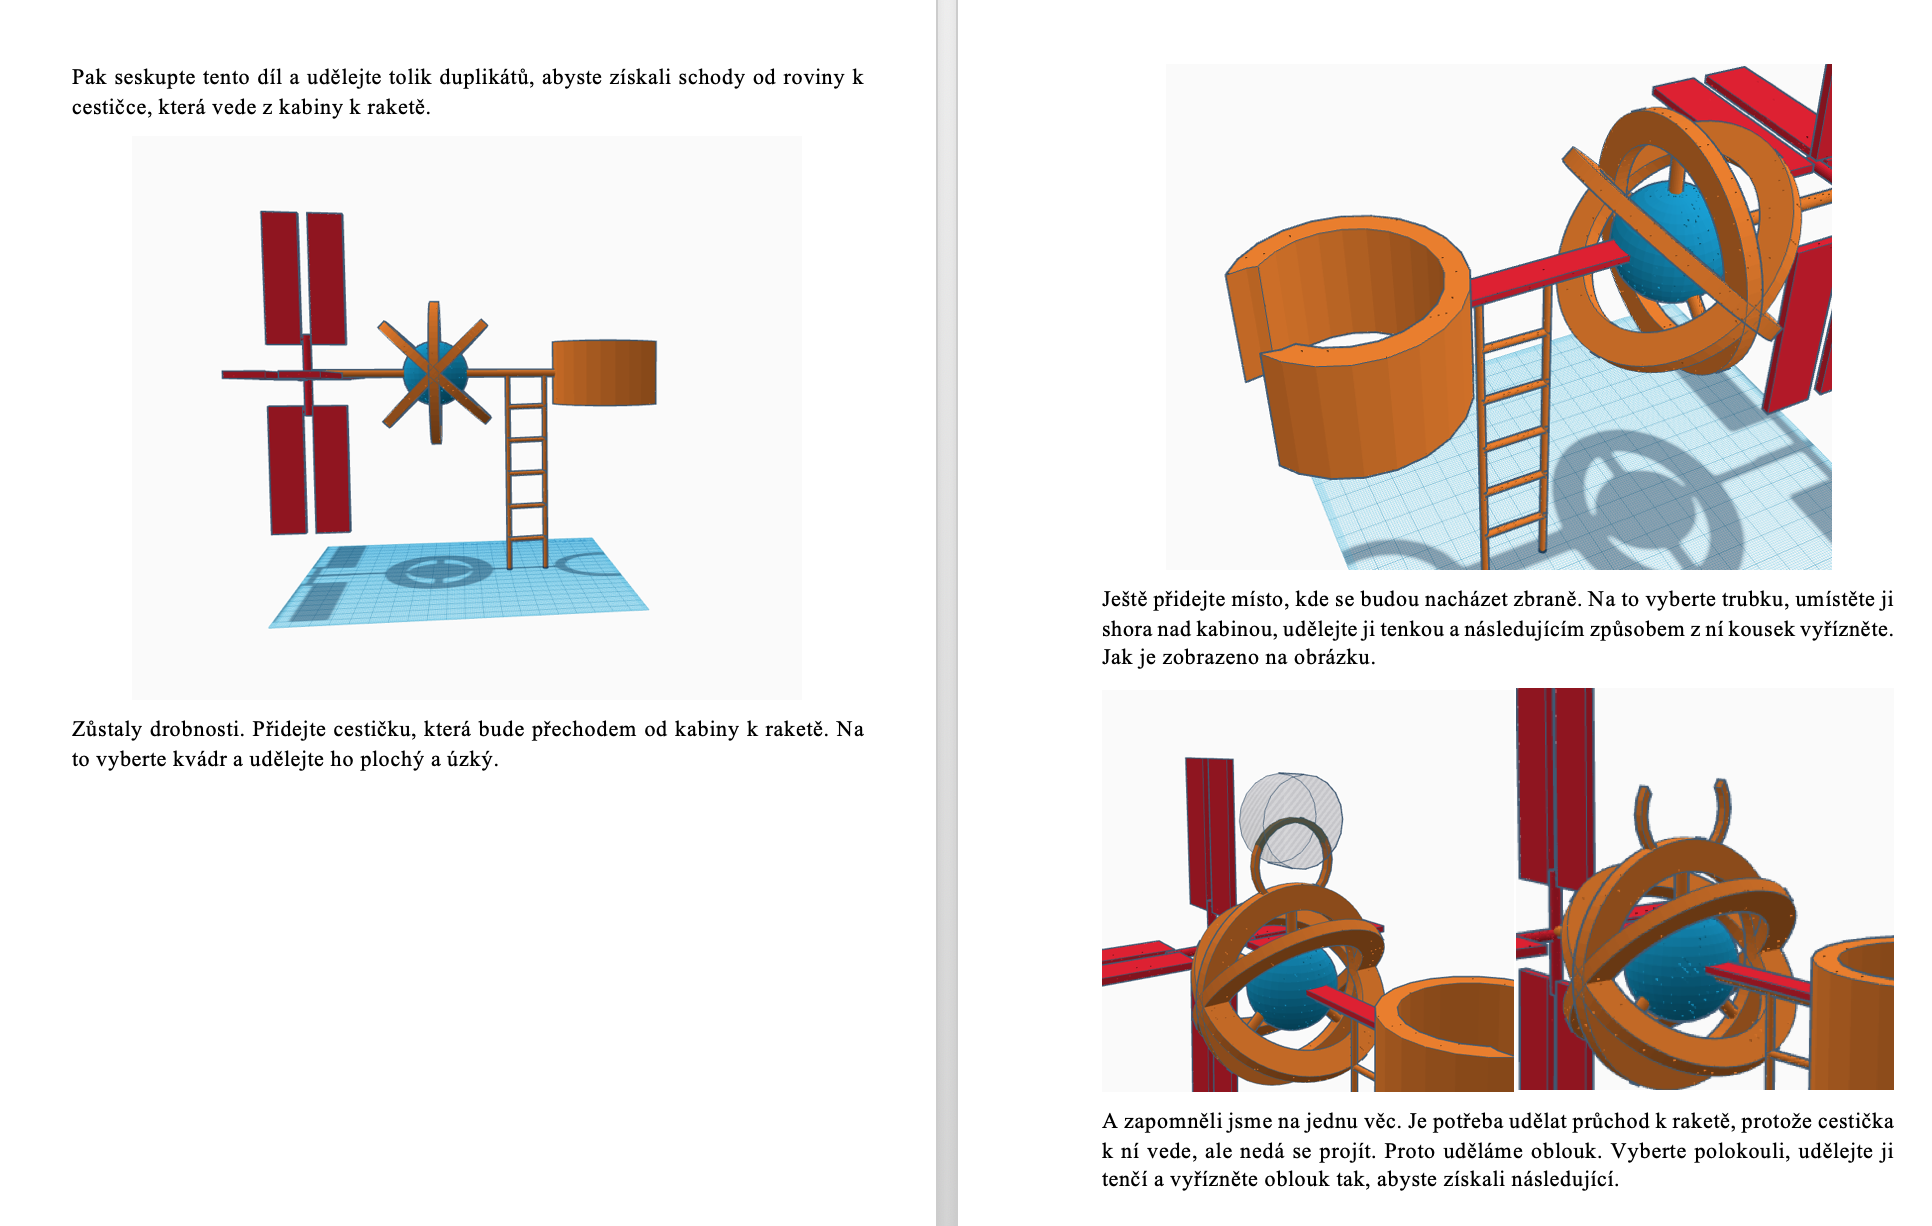 Pak seskupte tento díl a udělejte tolik duplikátů, abyste získali schody od roviny k
cestičce, která vede z kabiny k raketě.
Zůstaly drobnosti. Přidejte cestičku, která bude přechodem od kabiny k raketě. Na
to vyberte kvádr a udělejte ho plochý a úzký.
Ještě přidejte místo, kde se budou nacházet zbraně. Na to vyberte trubku, umístěte ji
shora nad kabinou, udělejte ji tenkou a následujícím způsobem z ní kousek vyřízněte.
Jak je zobrazeno na obrázku.
A zapomněli jsme na jednu věc. Je potřeba udělat průchod k raketě, protože cestička
k ní vede, ale nedá se projít. Proto uděláme oblouk. Vyberte polokouli, udělejte ji
tenčí a vyřízněte oblouk tak, abyste získali následující.